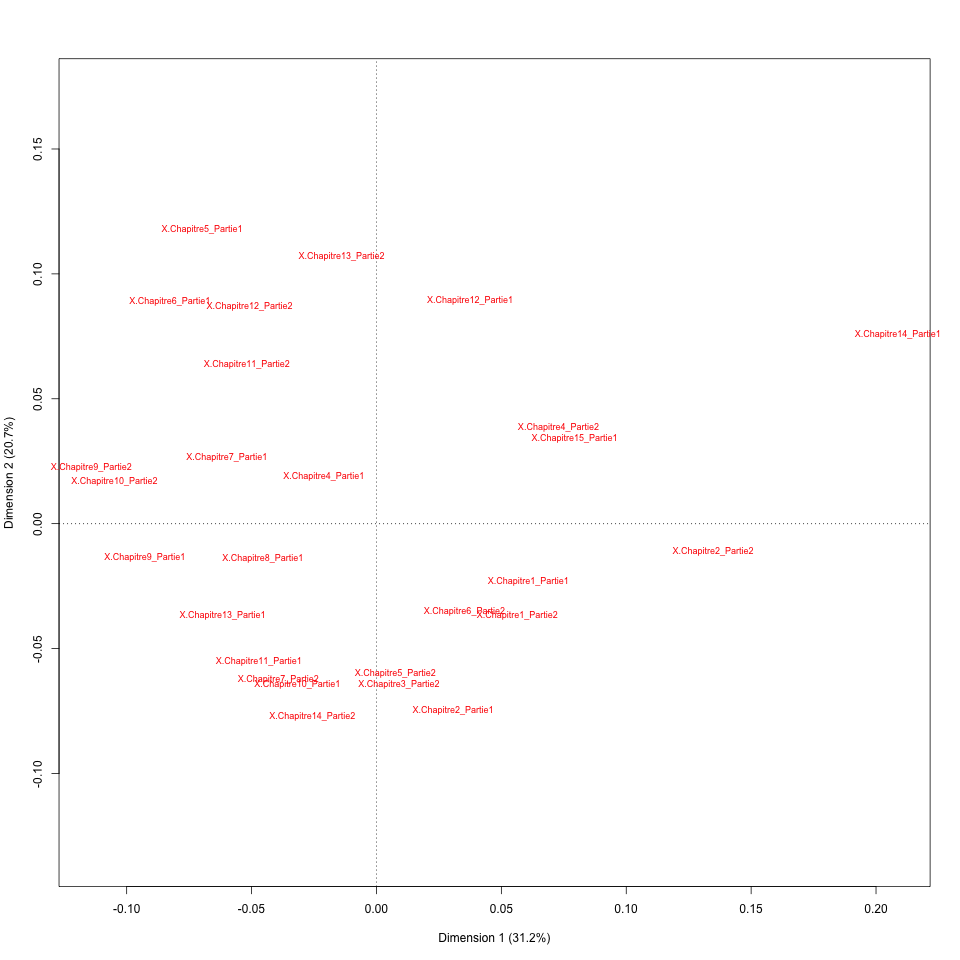 0.15
X.Chapitre5_Partie1
X.Chapitre13_Partie2
0.10
X.Chapitre6_Partie1
X.Chapitre12_Partie2
X.Chapitre12_Partie1
X.Chapitre14_Partie1
X.Chapitre11_Partie2
0.05
X.Chapitre4_Partie2
X.Chapitre15_Partie1
Dimension 2 (20.7%)
X.Chapitre7_Partie1
X.Chapitre9_Partie2
X.Chapitre4_Partie1
X.Chapitre10_Partie2
0.00
X.Chapitre2_Partie2
X.Chapitre9_Partie1
X.Chapitre8_Partie1
X.Chapitre1_Partie1
X.Chapitre6_Partie2
X.Chapitre13_Partie1
X.Chapitre1_Partie2
-0.05
X.Chapitre11_Partie1
X.Chapitre5_Partie2
X.Chapitre7_Partie2
X.Chapitre10_Partie1
X.Chapitre3_Partie2
X.Chapitre2_Partie1
X.Chapitre14_Partie2
-0.10
-0.10 -0.05 0.00 0.05 0.10 0.15 0.20
Dimension 1 (31.2%)